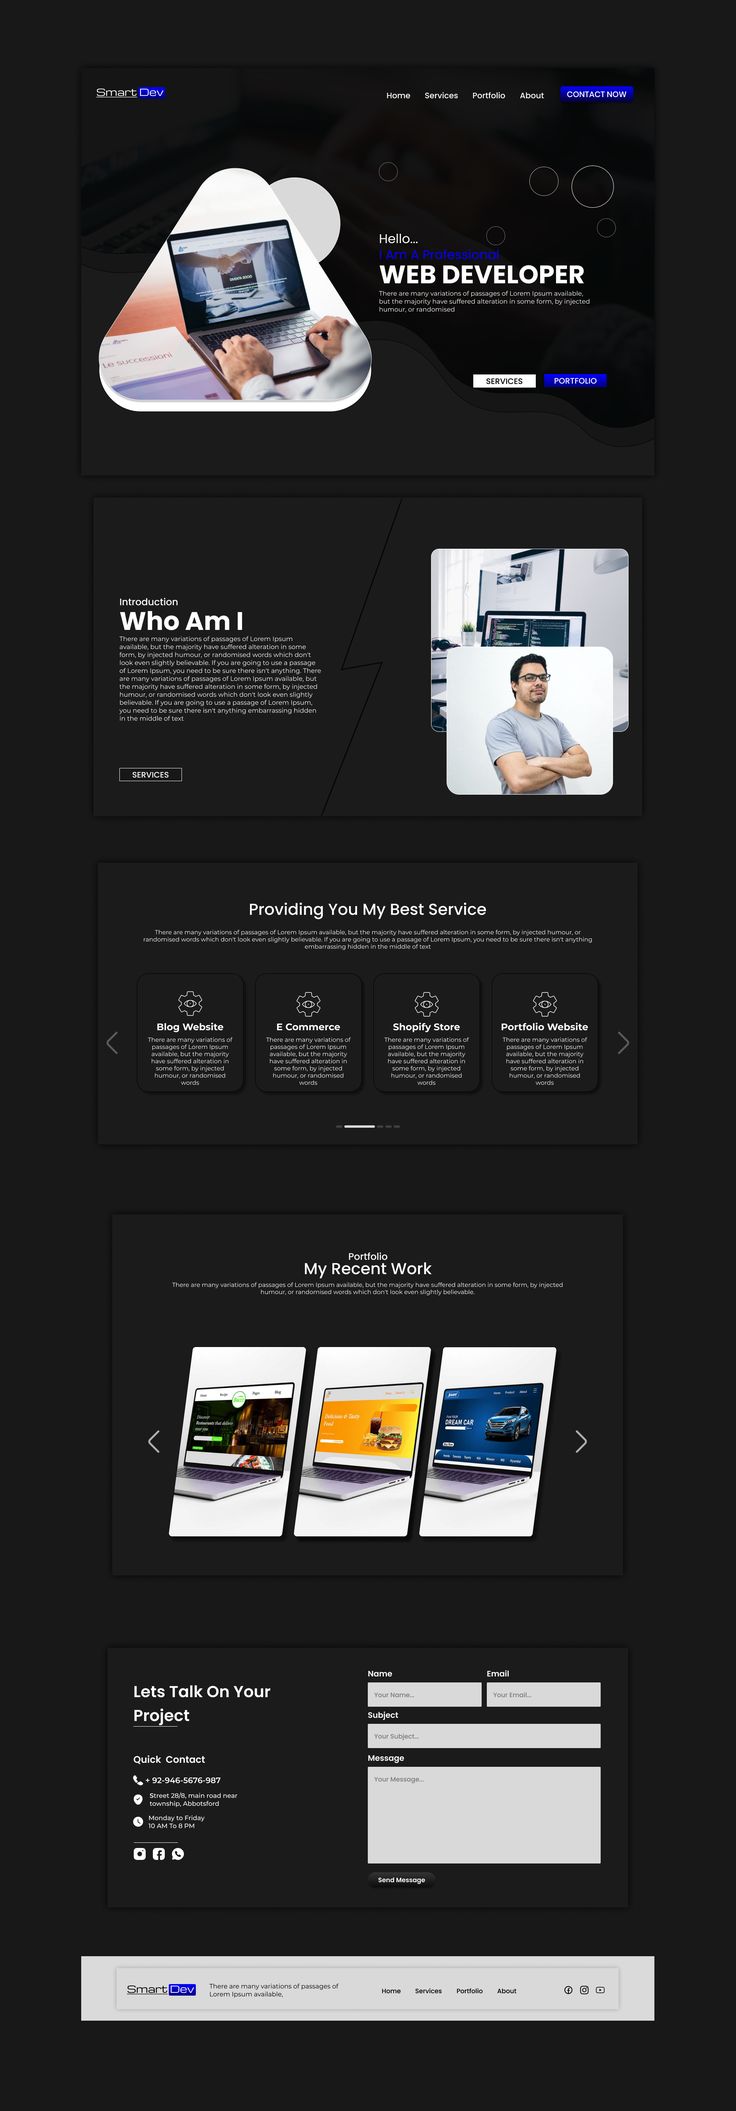 Smart Dev
Home Services Portfolio About CONTACT NOW
Hello...
I Am A Professional
WEB DEVELOPER
There are many variations of passages of Lorem Ipsum available,
but the majority have suffered alteration in some form, by injected
humour, or randomised
SERVICES PORTFOLIO
Le successioni
Introduction
Who Am I
There are many variations of passages of Lorem Ipsum
available, but the majority have suffered alteration in some
form, by injected humour, or randomised words which don't
look even slightly believable. If you are going to use a passage
of Lorem Ipsum, you need to be sure there isn't anything. There
are many variations of passages of Lorem Ipsum available, but
the majority have suffered alteration in some form, by injected
humour, or randomised words which don't look even slightly
believable. If you are going to use a passage of Lorem Ipsum,
you need to be sure there isn't anything embarrassing hidden
in the middle of text
SERVICES
Providing You My Best Service
There are many variations of passages of Lorem Ipsum available, but the majority have suffered alteration in some form, by injected humour, or
randomised words which don't look even slightly believable. If you are going to use a passage of Lorem Ipsum, you need to be sure there isn't anything
embarrassing hidden in the middle of text
Blog Website
There are many variations of
passages of Lorem Ipsum
available, but the majority
have suffered alteration in
some form, by injected
humour, or randomised
words
E Commerce
There are many variations of
passages of Lorem Ipsum
available, but the majority
have suffered alteration in
some form, by injected
humour, or randomised
words
Shopify Store
There are many variations of
passages of Lorem Ipsum
available, but the majority
have suffered alteration in
some form, by injected
humour, or randomised
words
Portfolio Website
There are many variations of
passages of Lorem Ipsum
available, but the majority
have suffered alteration in
some form, by injected
humour, or randomised
words
Portfolio
My Recent Work
There are many variations of passages of Lorem Ipsum available, but the majority have suffered alteration in some form, by injected
humour, or randomised words which don't look even slightly believable.
Discover
Restaurants that deliver
near you
Delicious & Tasty
Food
DREAM CAR
Lets Talk On Your
Project
Quick Contact
+ 92-946-5676-987
Street 28/8, main road near
township, Abbotsford
Monday to Friday
10 AM To 8 PM
Name Email
Your Name... Your Email...
Subject
Your Subject...
Message
Your Message...
Send Message
Smart Dev
There are many variations of passages of
Lorem Ipsum available,
Home Services Portfolio About